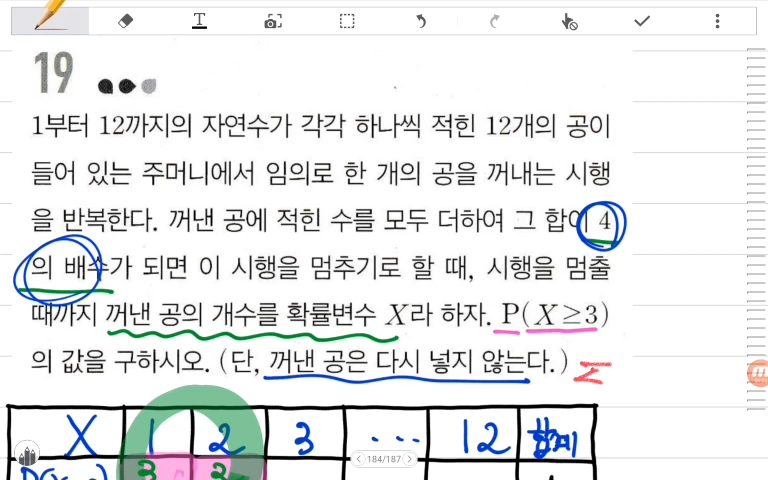 T
19
1부터 12까지의 자연수가 각각 하나씩 적힌 12개의 공이
들어 있는 주머니에서 임의로 한 개의 공을 꺼내는 시행
을 반복한다. 꺼낸 공에 적힌 수를 모두 더하여 그 합이 4
의 배수가 되면 이 시행을 멈추기로 할 때, 시행을 멈출
때까지 꺼낸 공의 개수를 확률변수 X라 하자. P(X≥3)
의 값을 구하시오. (단, 꺼낸 공은 다시 넣지 않는다.)
X 1 2 3 ... 12 합계
184/187